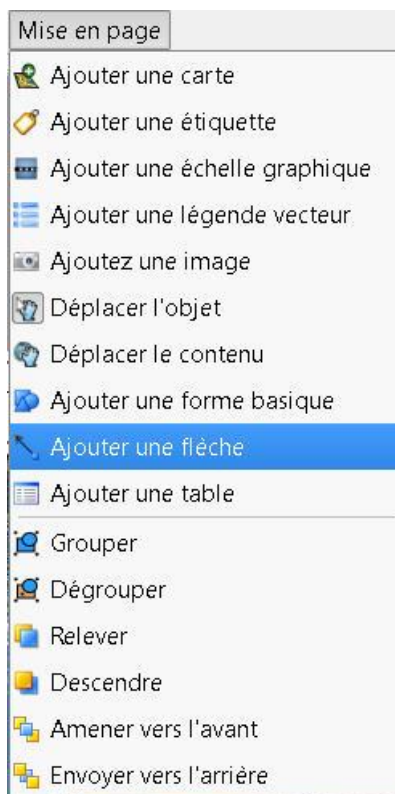 Mise en page
Ajouter une carte
Ajouter une étiquette
Ajouter une échelle graphique
Ajouter une légende vecteur
Ajoutez une image
Déplacer l'objet
Déplacer le contenu
Ajouter une forme basique
Ajouter une flèche
Ajouter une table
Grouper
Dégrouper
Relever
Descendre
Amener vers l'avant
Envoyer vers l'arrière